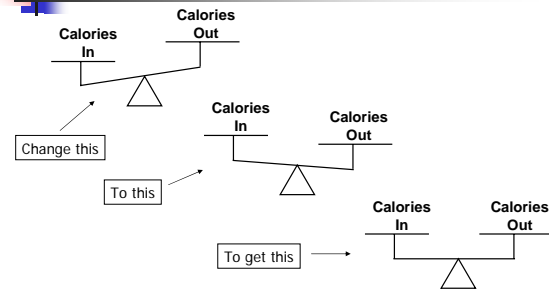 Calories
In
Calories
Out
Change this
Calories
In
Calories
Out
To this
Calories
In
Calories
Out
To get this